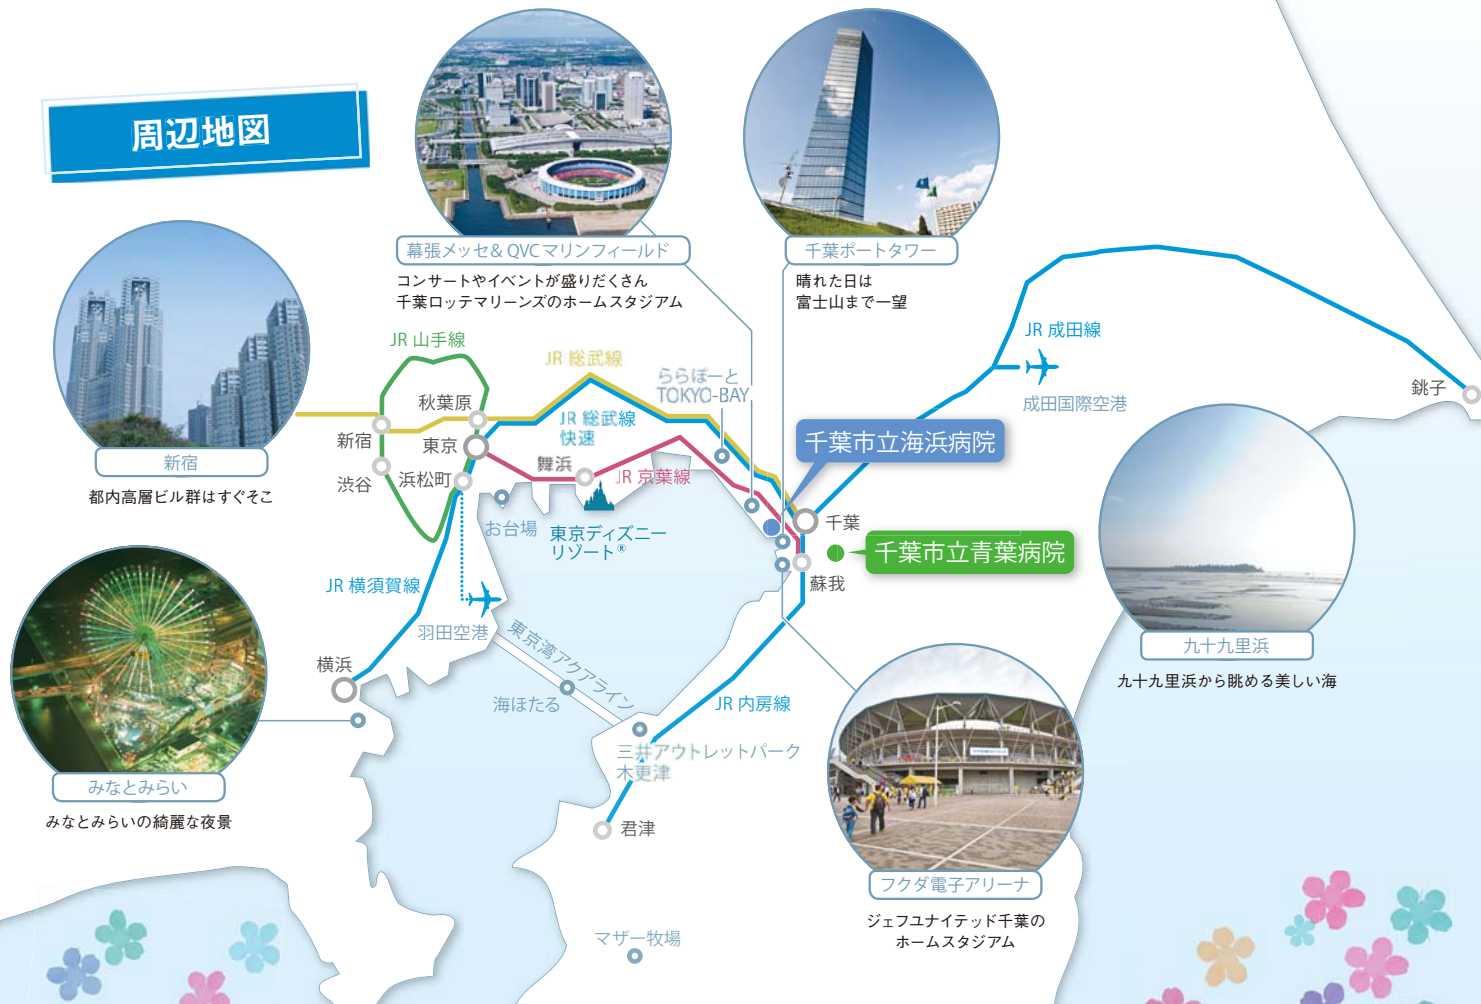 周辺地図
幕張メッセ& QVCマリンフィールド
コンサートやイベントが盛りだくさん
千葉ロッテマリーンズのホームスタジアム
千葉ポートタワー
晴れた日は
富士山まで一望
新宿
都内高層ビル群はすぐそこ
JR 山手線
JR 総武線
ららぽーと
TOKYO-BAY
JR 成田線
成田国際空港
銚子
秋葉原
新宿
東京
渋谷
浜松町
JR 総武線
快速
舞浜
JR 京葉線
お台場
東京ディズニー
リゾート®
千葉市立海浜病院
千葉
千葉市立青葉病院
蘇我
JR 横須賀線
羽田空港
東京湾アクアライン
海ほたる
横浜
JR 内房線
三井アウトレットパーク
木更津
君津
マザー牧場
みなとみらい
みなとみらいの綺麗な夜景
九十九里浜
九十九里浜から眺める美しい海
フクダ電子アリーナ
ジェフユナイテッド千葉の
ホームスタジアム